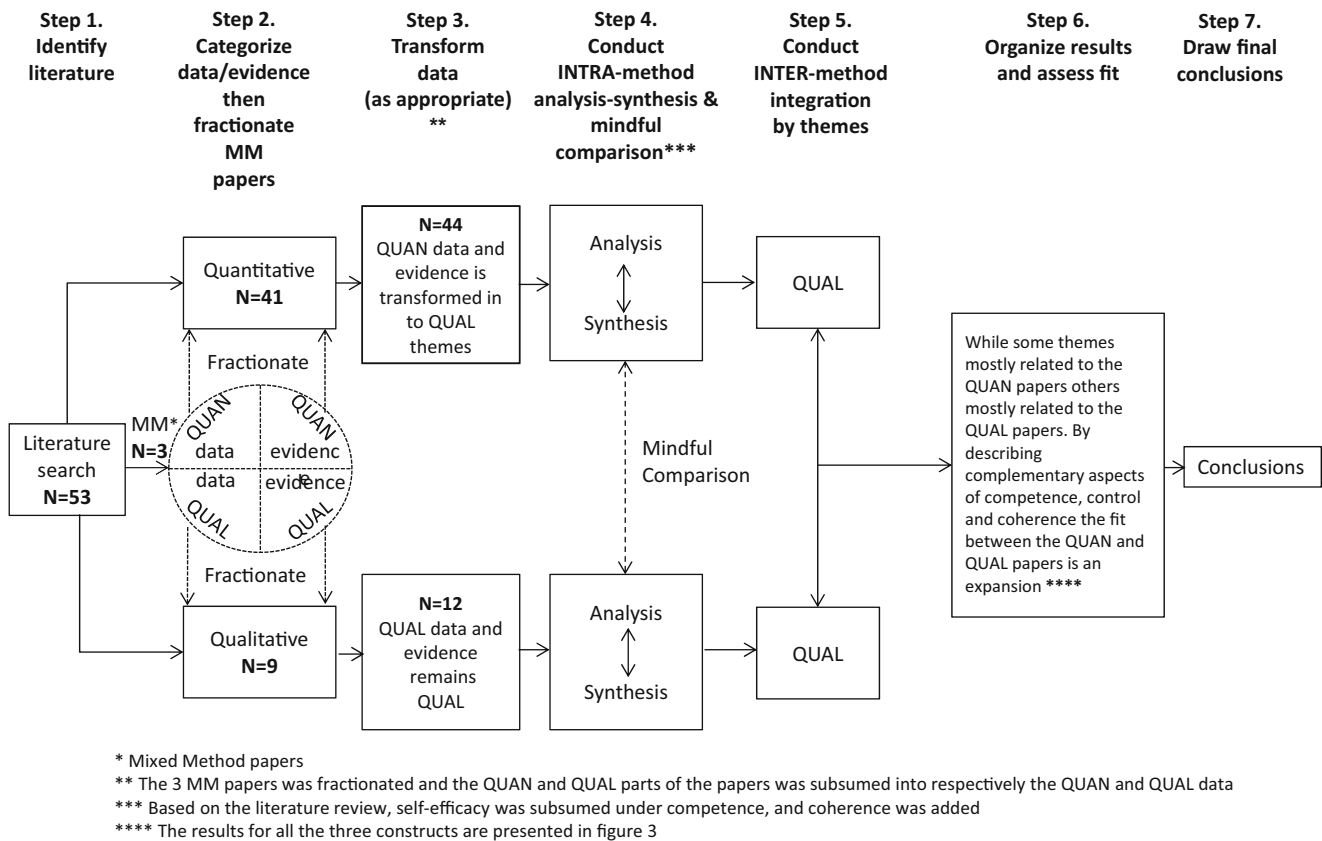 Step 1.
Identify
literature
Step 2.
Categorize
data/evidence
then
fractionate
MM
papers
Step 3.
Transform
data
(as appropriate)
**
Step 4.
Conduct
INTRA-method
analysis-synthesis &
mindful
comparison***
Step 5.
Conduct
INTER-method
integration
by themes
Step 6.
Organize results
and assess fit
Step 7.
Draw final
conclusions
Literature
search
N=53
MM*
N=3
Quantitative
N=41
Fractionate
QUAN
data
QUAN
evidenc
e
data
QUAL
evidence
QUAL
Fractionate
Qualitative
N=9
N=44
QUAN data and
evidence is
transformed in
to QUAL
themes
N=12
QUAL data and
evidence
remains
QUAL
Analysis
Synthesis
Mindful
Comparison
Analysis
Synthesis
QUAL
QUAL
While some themes
mostly related to the
QUAN papers others
mostly related to the
QUAL papers. By
describing
complementary aspects
of competence, control
and coherence the fit
between the QUAN and
QUAL papers is an
expansion ****
Conclusions
* Mixed Method papers
** The 3 MM papers was fractionated and the QUAN and QUAL parts of the papers was subsumed into respectively the QUAN and QUAL data
*** Based on the literature review, self-efficacy was subsumed under competence, and coherence was added
**** The results for all the three constructs are presented in figure 3